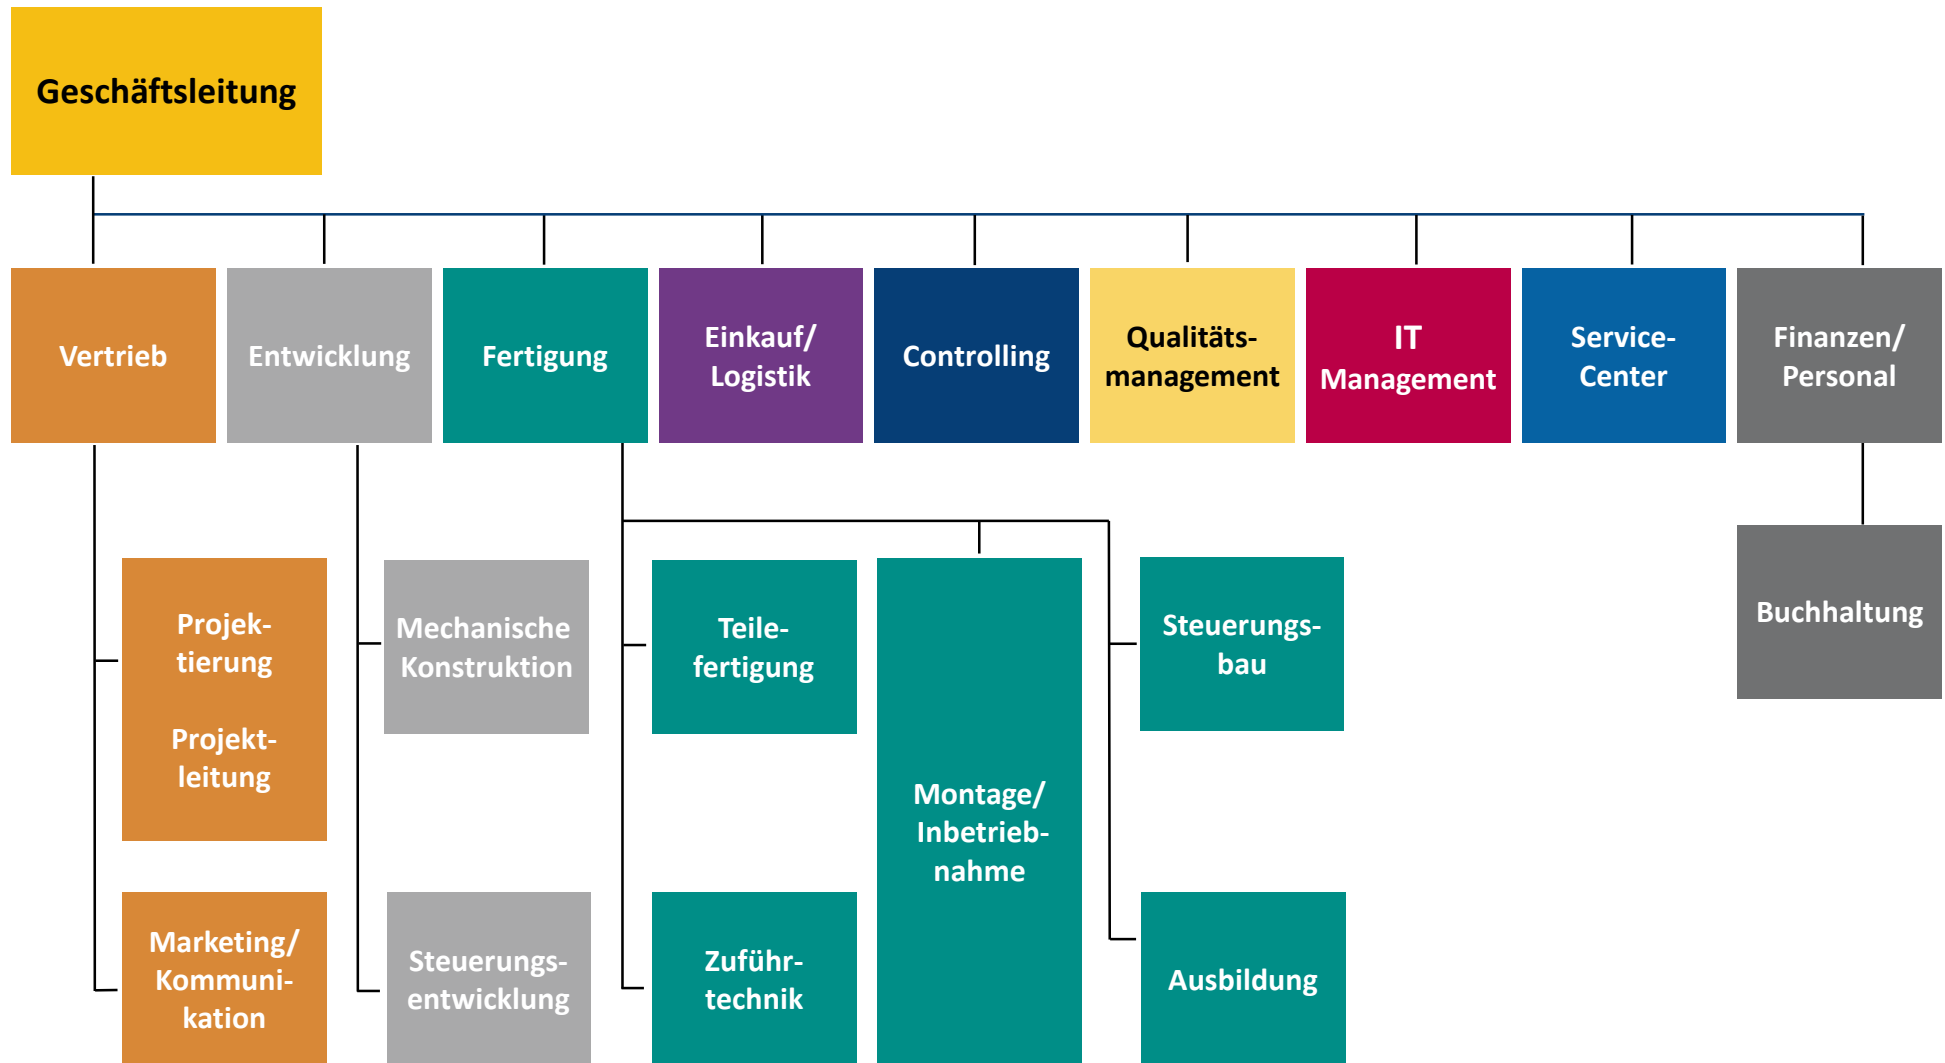 Geschäftsleitung
Vertrieb
Entwicklung
Fertigung
Einkauf/
Logistik
Controlling
Qualitäts-
management
IT
Management
Service-
Center
Finanzen/
Personal
Projek-
tierung
Projekt-
leitung
Mechanische
Konstruktion
Teile-
fertigung
Montage/
Inbetrieb-
nahme
Steuerungs-
bau
Buchhaltung
Marketing/
Kommuni-
kation
Steuerungs-
entwicklung
Zuführ-
technik
Ausbildung